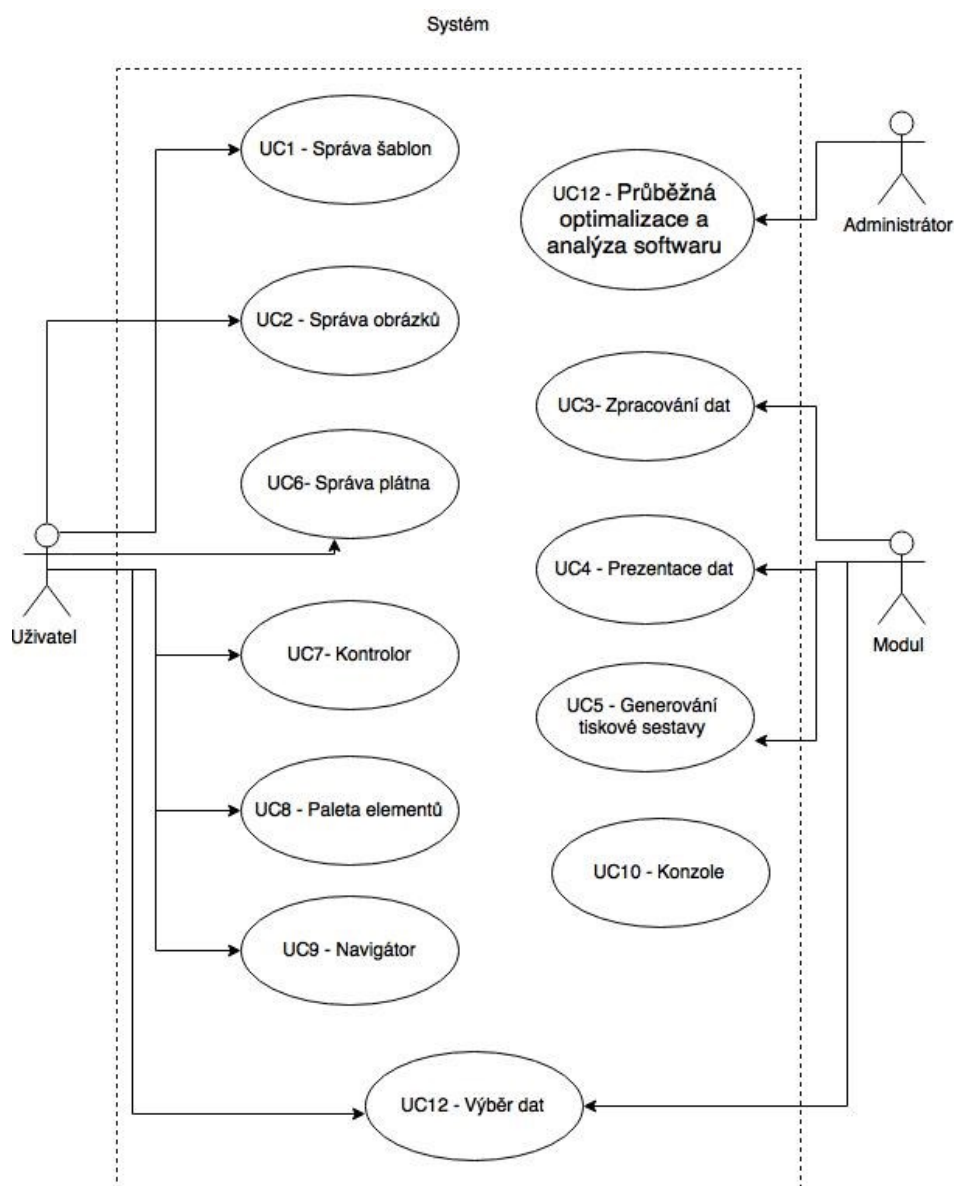 Systém
UC1 - Správa šablon
UC12 - Průběžná
optimalizace a
analýza softwaru
Administrátor
UC2 - Správa obrázků
UC3- Zpracování dat
UC6- Správa plátna
UC4 - Prezentace dat
Uživatel
Modul
UC7- Kontrolor
UC5 - Generování
tiskové sestavy
UC8 - Paleta elementů
UC10 - Konzole
UC9 - Navigátor
UC12 - Výběr dat